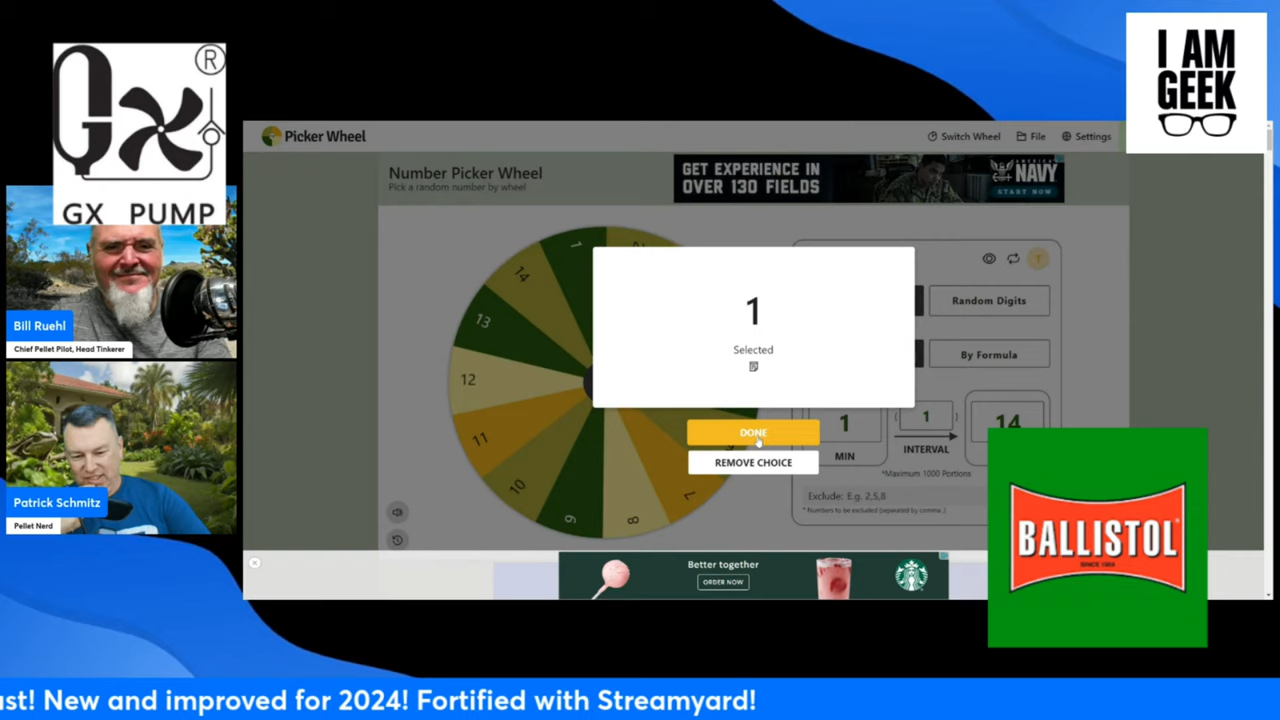 ®
GX
GX PUMP
I AM
GEEK
Picker Wheel
Switch Wheel
File
Settings
Number Picker Wheel
Pick a random number by wheel
GET EXPERIENCE IN
OVER 130 FIELDS
AMERICA'S
NAVY
START NOW
1
14
13
12
11
10
9
8
7
1
Selected
DONE
REMOVE CHOICE
Random Digits
By Formula
1
MIN
( 1 )
INTERVAL
14
*Maximum 1000 Portions
Exclude: E.g. 2,5,8
* Numbers to be excluded (separated by comma.)
Bill Ruehl
Chief Pellet Pilot, Head Tinkerer
Patrick Schmitz
Pellet Nerd
BALLISTOL®
SINCE 1904
Better together
ORDER NOW
ast! New and improved for 2024! Fortified with Streamyard!